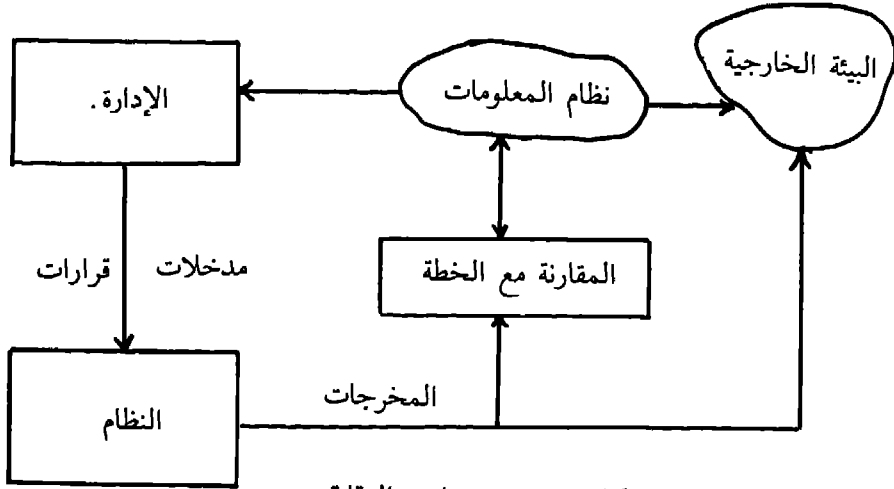 البيئة الخارجية
نظام المعلومات
الإدارة.
المقارنة مع الخطة
مدخلات
قرارات
المخرجات
النظام